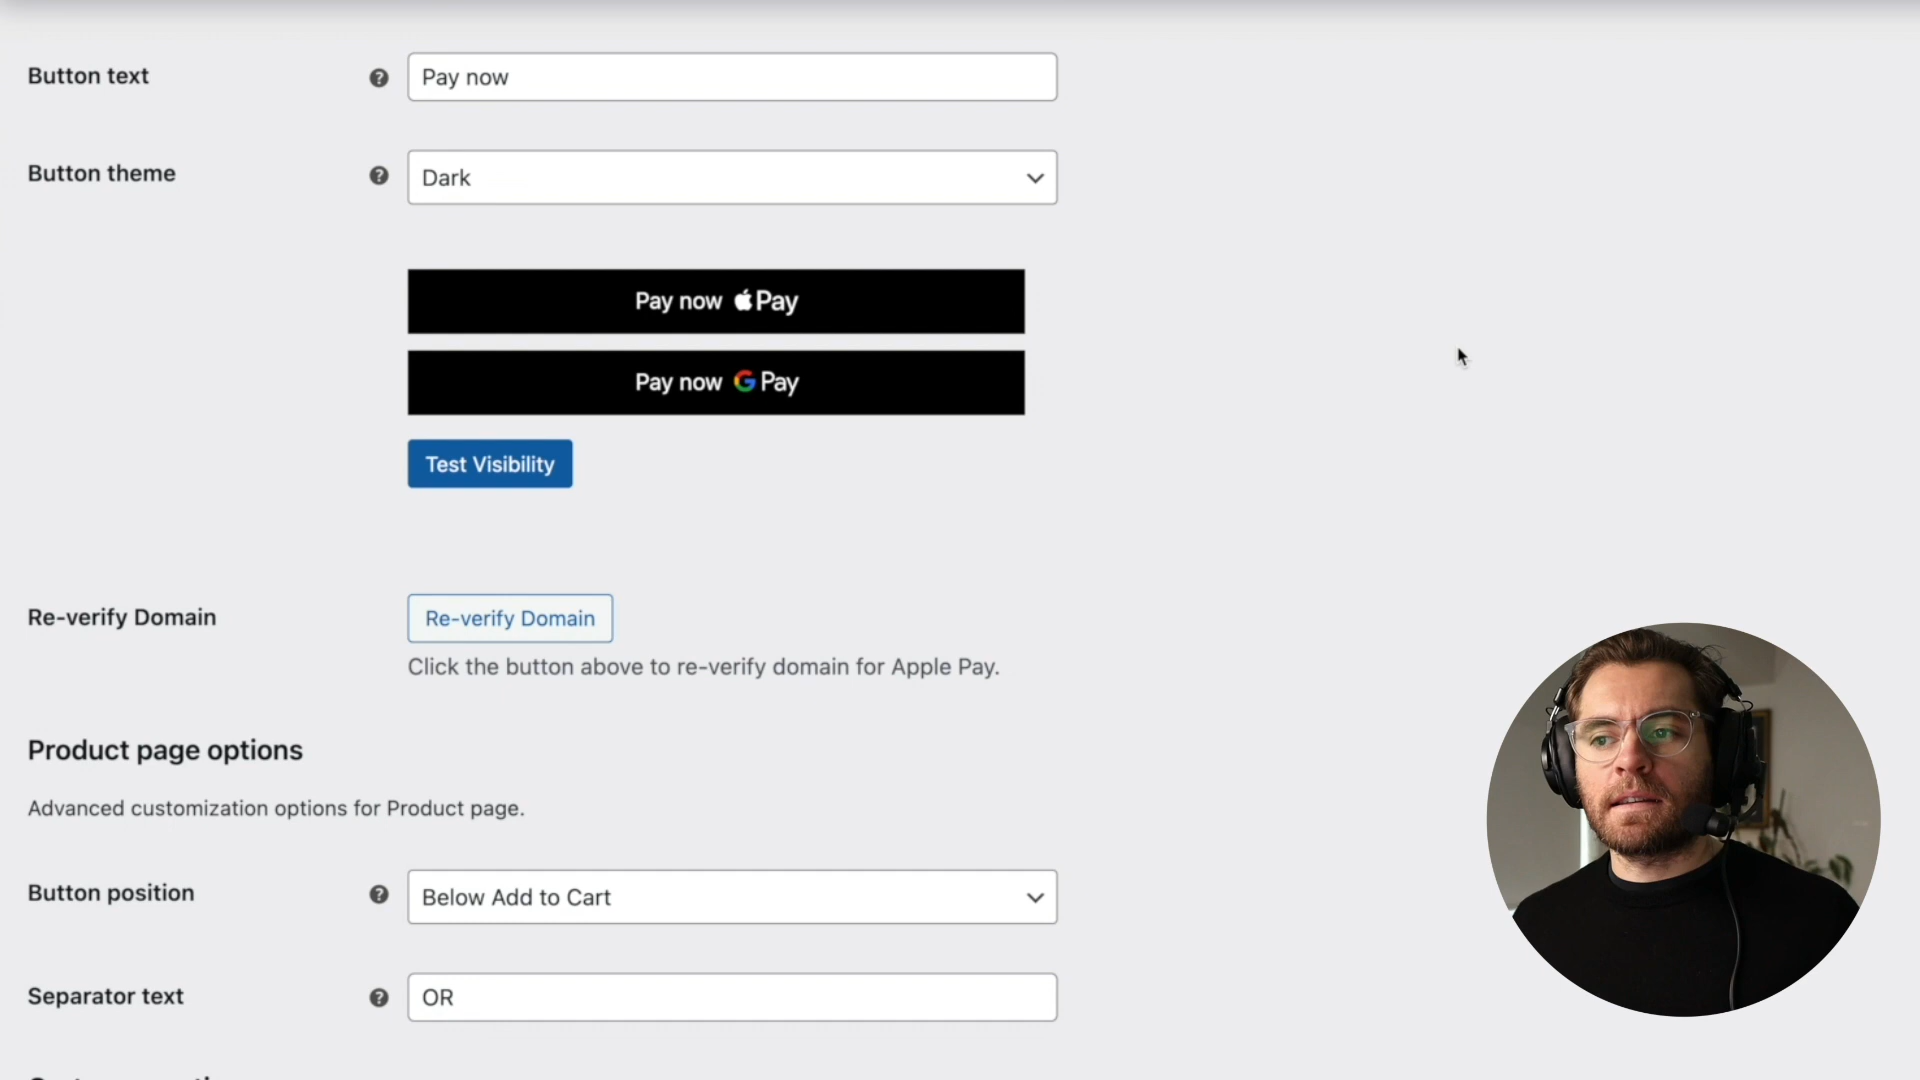 Button text
Pay now
Button theme
Dark
Pay now Pay
Pay now G Pay
Test Visibility
Re-verify Domain
Re-verify Domain
Click the button above to re-verify domain for Apple Pay.
Product page options
Advanced customization options for Product page.
Button position
Below Add to Cart
Separator text
OR